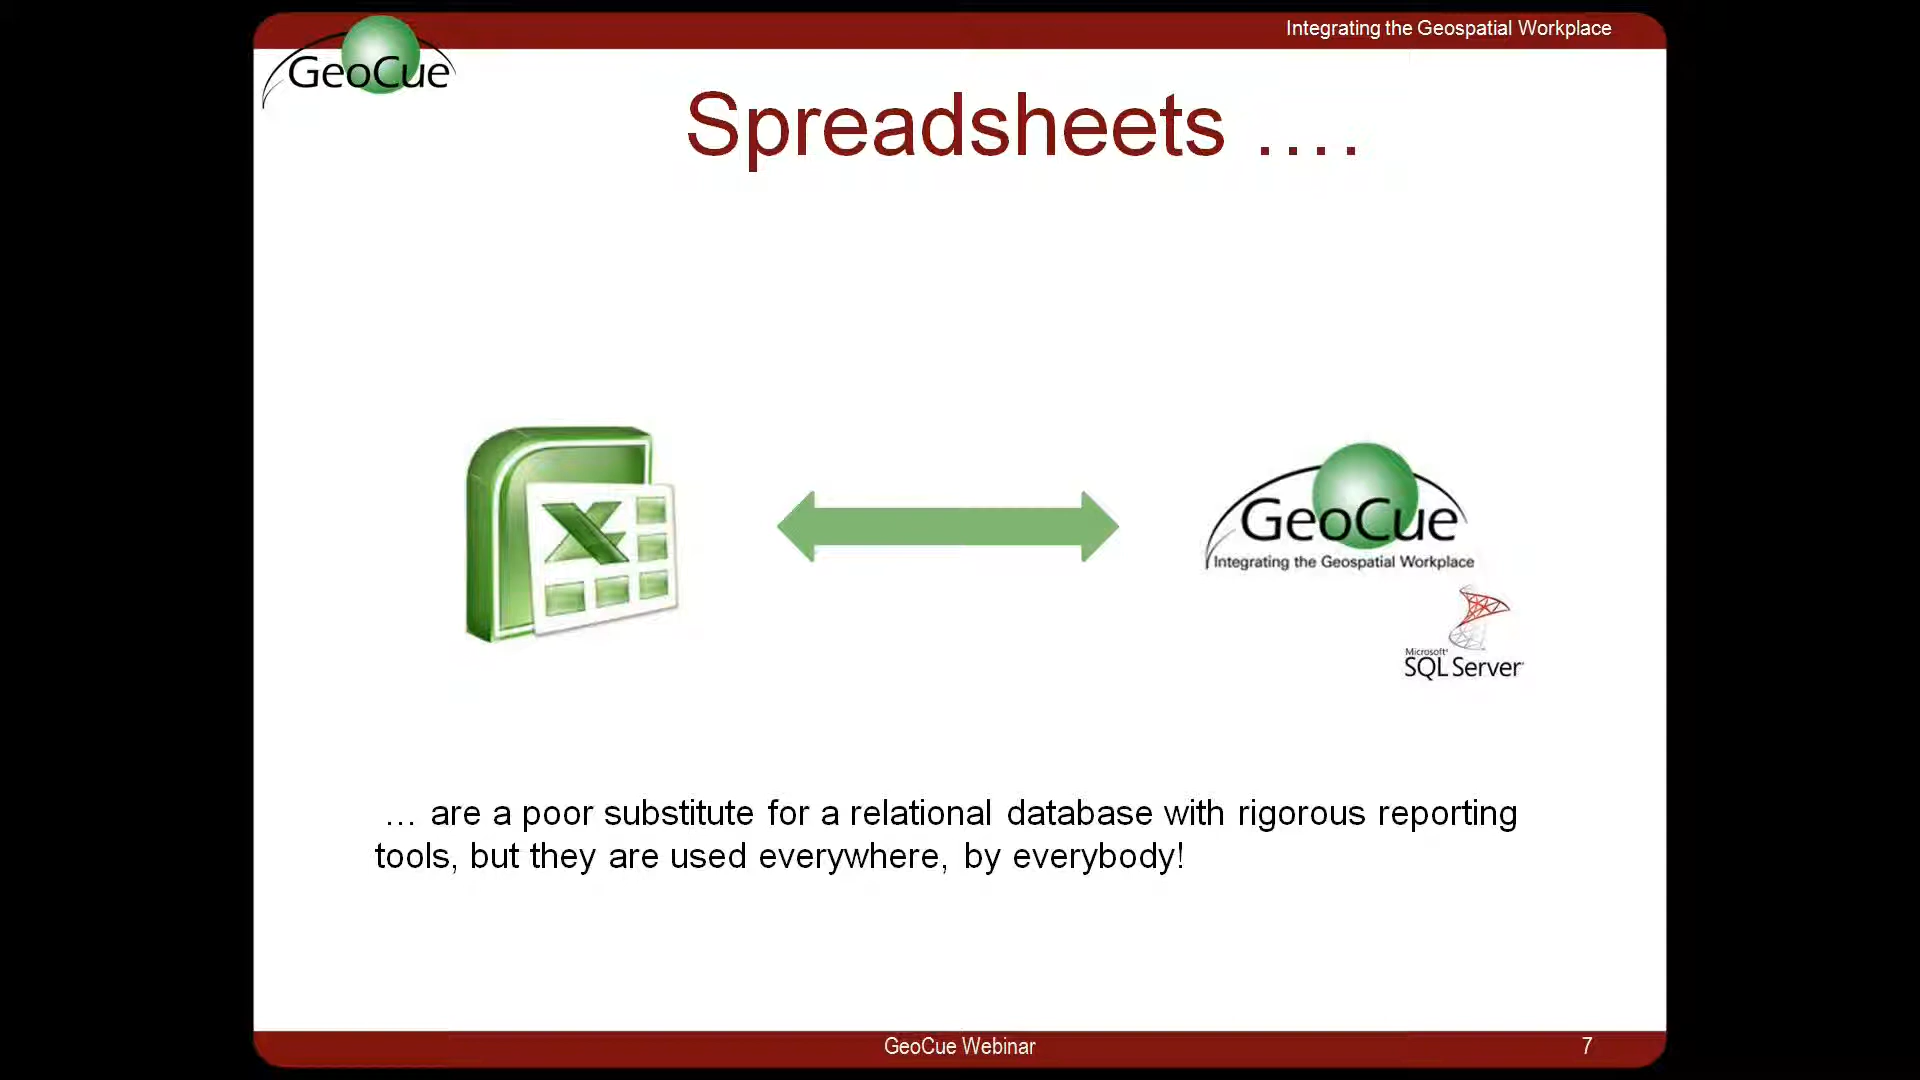 Integrating the Geospatial Workplace
GeoCue
Spreadsheets ....
X
GeoCue
Integrating the Geospatial Workplace
Microsoft®
SQL Server®
... are a poor substitute for a relational database with rigorous reporting
tools, but they are used everywhere, by everybody!
GeoCue Webinar
7